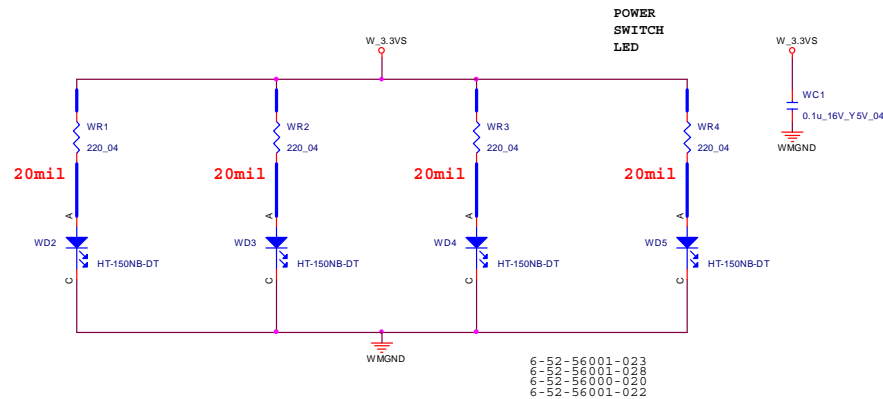 POWER
SWITCH
LED
W_3.3VS
W_3.3VS
WR1
220_04
WR2
220_04
WR3
220_04
WR4
220_04
WC1
0.1u_16V_Y5V_04
WMGND
20mil
20mil
20mil
20mil
A
A
A
A
WD2
WD3
WD4
WD5
HT-150NB-DT
HT-150NB-DT
HT-150NB-DT
HT-150NB-DT
C
C
C
C
WMGND
6-52-56001-023
6-52-56001-028
6-52-56000-020
6-52-56001-022